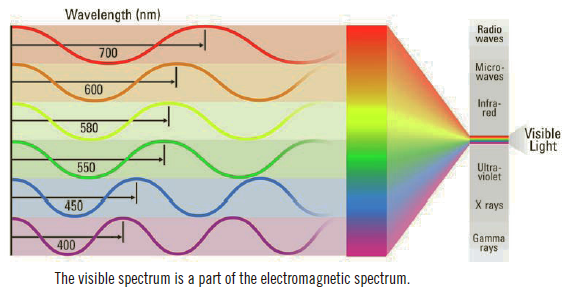 Wavelength (nm)
700
600
580
550
450
400
Radio
waves
Micro-
waves
Infra-
red
Visible
Light
Ultra-
violet
X rays
Gamma
rays
The visible spectrum is a part of the electromagnetic spectrum.